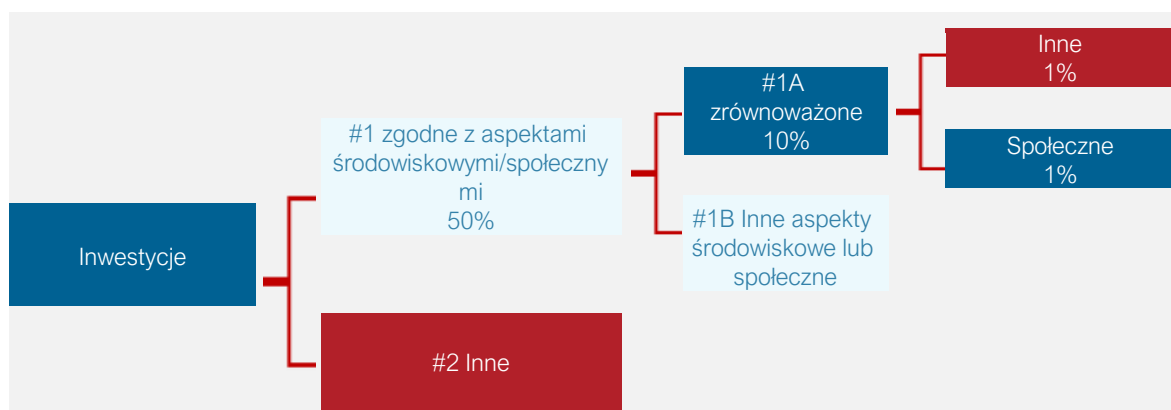 Inwestycje
#1 zgodne z aspektami
środowiskowymi/społeczny
mi
50%
#2 Inne
#1A
zrównoważone
10%
#1B Inne aspekty
środowiskowe lub
społeczne
Inne
1%
Społeczne
1%